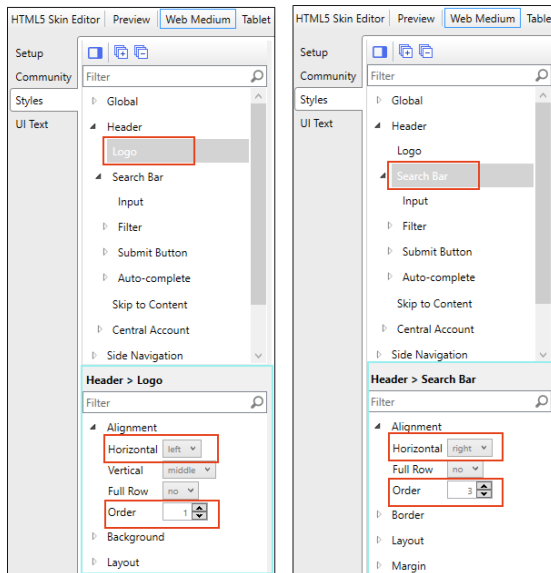 HTML5 Skin Editor Preview Web Medium Tablet
Setup
Community
Styles
UI Text
Filter
Global
Header
Logo
Search Bar
Input
Filter
Submit Button
Auto-complete
Skip to Content
Central Account
Side Navigation
Header > Logo
Filter
Alignment
Horizontal left
Vertical middle
Full Row no
Order 1
Background
Layout
HTML5 Skin Editor Preview Web Medium Table
Setup
Community
Styles
UI Text
Filter
Global
Header
Logo
Search Bar
Input
Filter
Submit Button
Auto-complete
Skip to Content
Central Account
Side Navigation
Header > Search Bar
Filter
Alignment
Horizontal right
Full Row no
Order 3
Border
Layout
Margin